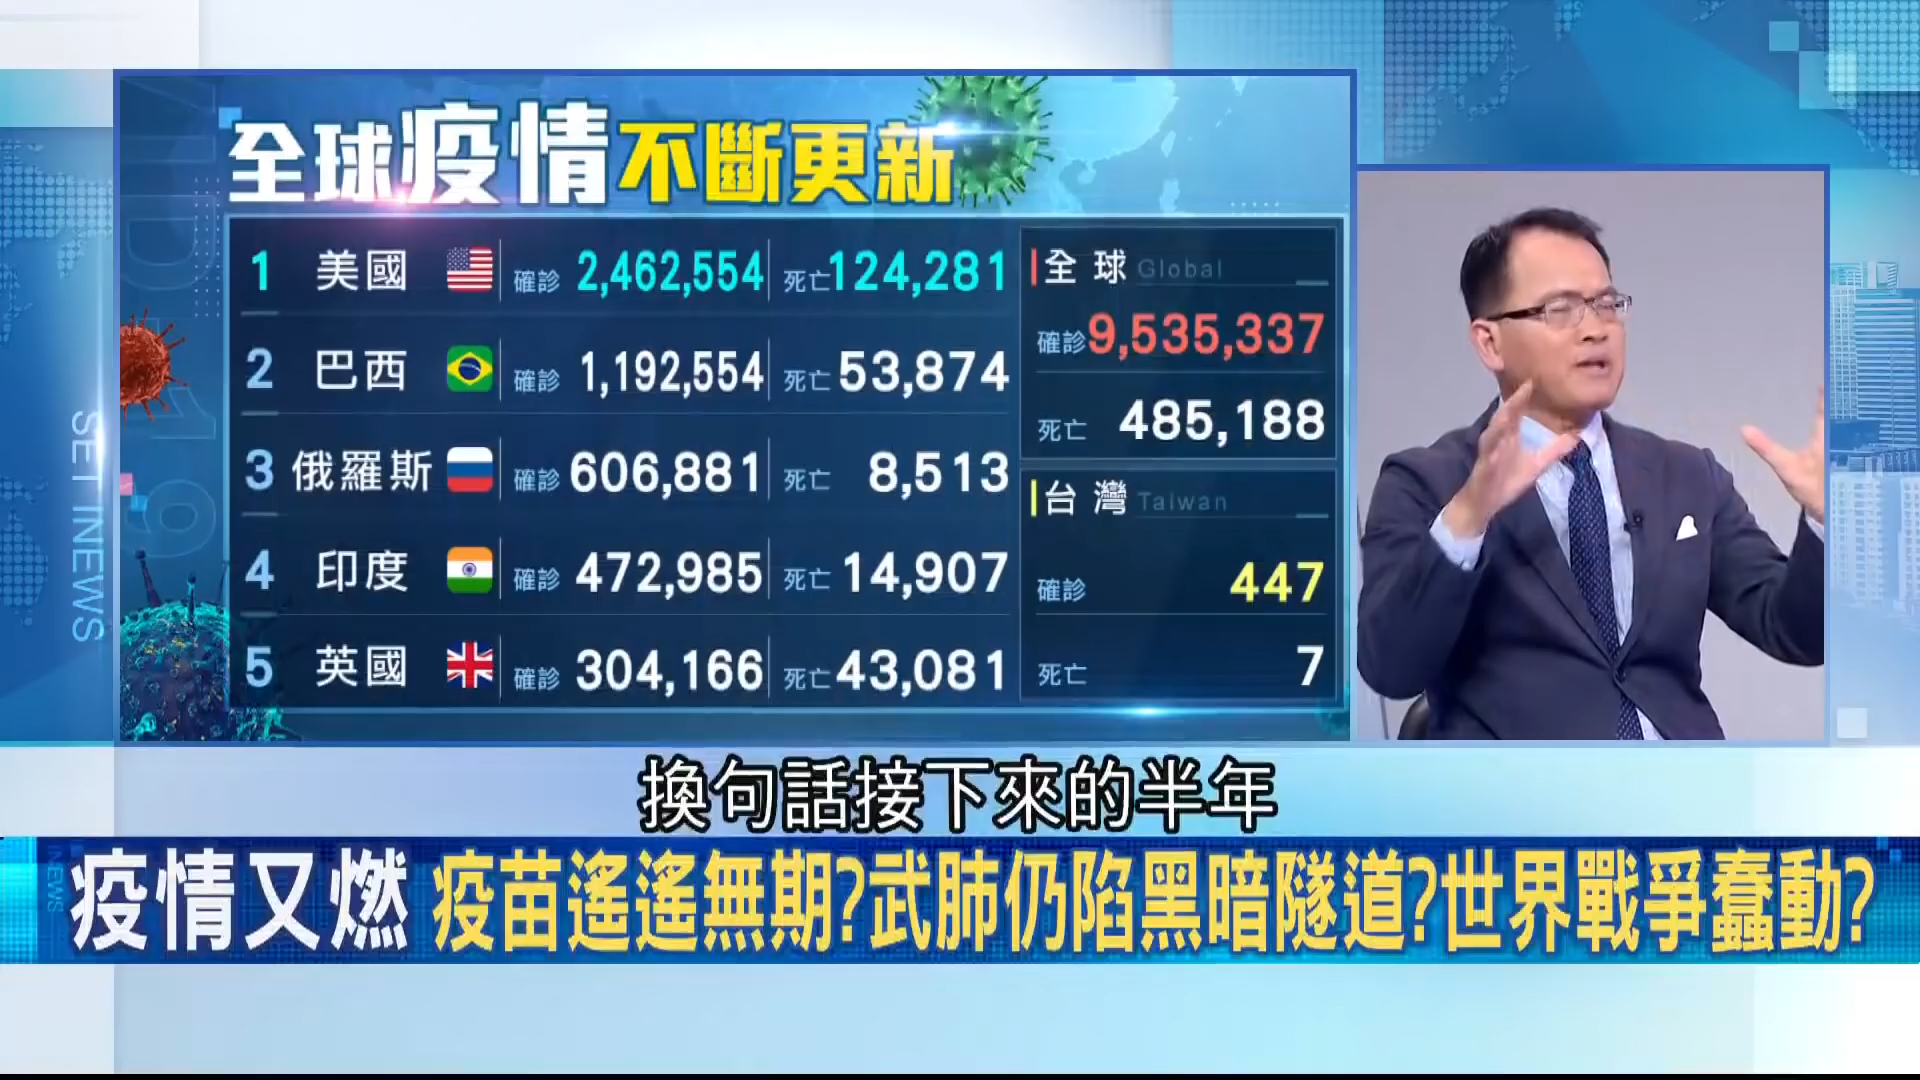 全球疫情不斷更新
1 美國 確診 2,462,554 死亡 124,281
2 巴西 確診 1,192,554 死亡 53,874
3 俄羅斯 確診 606,881 死亡 8,513
4 印度 確診 472,985 死亡 14,907
5 英國 確診 304,166 死亡 43,081
全球 Global
確診 9,535,337
死亡 485,188
台灣 Taiwan
確診 447
死亡 7
SET INEWS
換句話接下來的半年
NEWS
疫情又燃 疫苗遙遙無期?武肺仍陷黑暗隧道?世界戰爭蠢動?